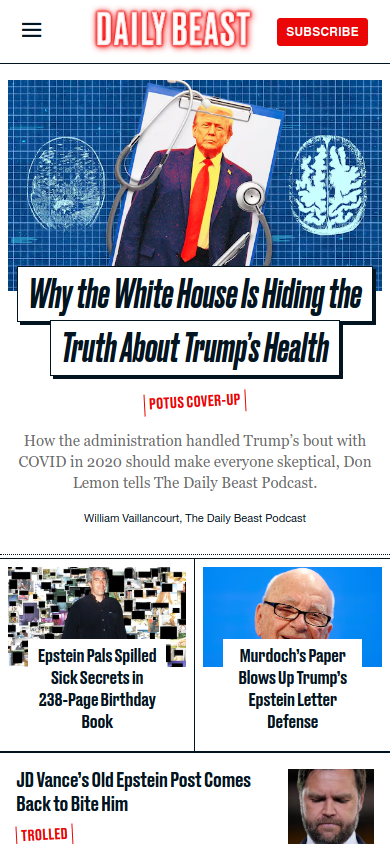 DAILY BEAST
SUBSCRIBE
Why the White House Is Hiding the
Truth About Trump's Health
POTUS COVER-UP
How the administration handled Trump's bout with
COVID in 2020 should make everyone skeptical, Don
Lemon tells The Daily Beast Podcast.
William Vaillancourt, The Daily Beast Podcast
Epstein Pals Spilled
Sick Secrets in
238-Page Birthday
Book
Murdoch's Paper
Blows Up Trump's
Epstein Letter
Defense
JD Vance's Old Epstein Post Comes
Back to Bite Him
TROLLED